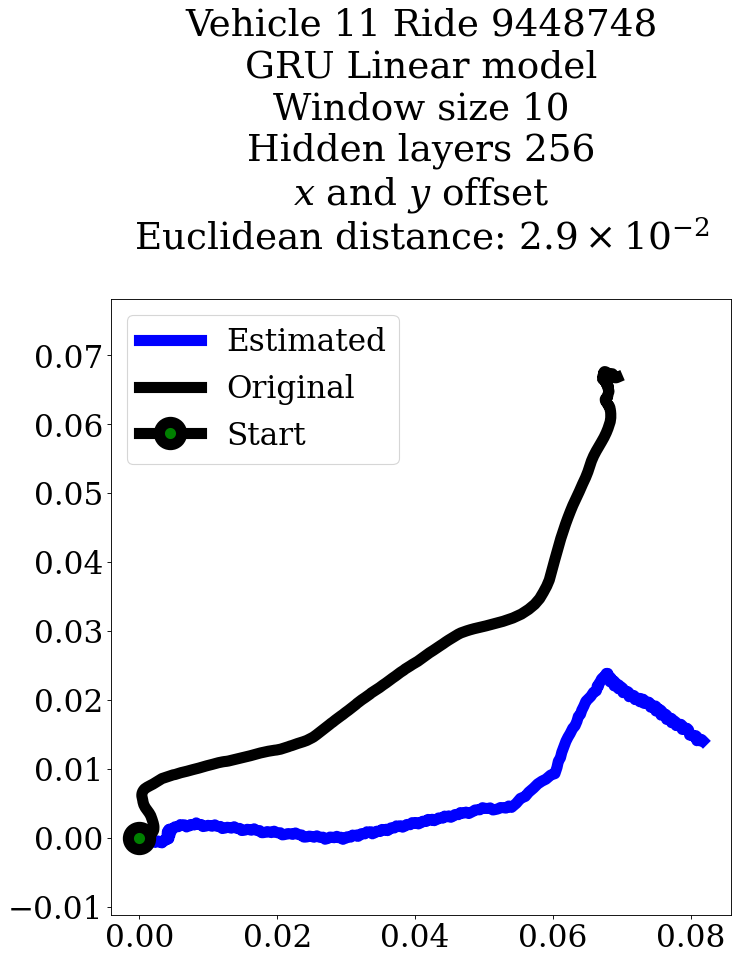 Vehicle 11 Ride 9448748
GRU Linear model
Window size 10
Hidden layers 256
x and y offset
Euclidean distance: 2.9 × 10⁻²
Estimated
Original
Start
0.07
0.06
0.05
0.04
0.03
0.02
0.01
0.00
−0.01
0.00 0.02 0.04 0.06 0.08